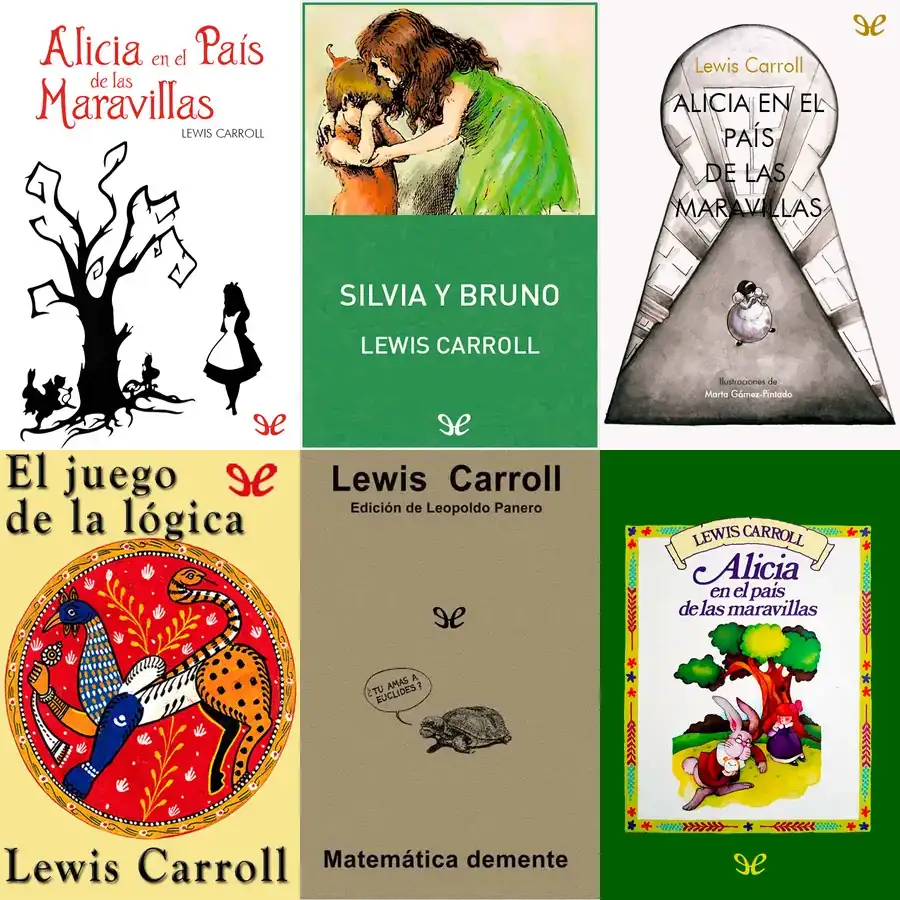 Alicia en el País
de las
Maravillas
LEWIS CARROLL
SILVIA Y BRUNO
LEWIS CARROLL
Lewis Carroll
ALICIA EN EL
PAÍS
DE LAS
MARAVILLAS
Ilustraciones de
Marta Gómez-Pintado
El juego
de la lógica
Lewis Carroll
Lewis Carroll
Edición de Leopoldo Panero
¿TU AMAS A
EUCLIDES?
Matemática demente
LEWIS CARROLL
Alicia
en el país
de las maravillas